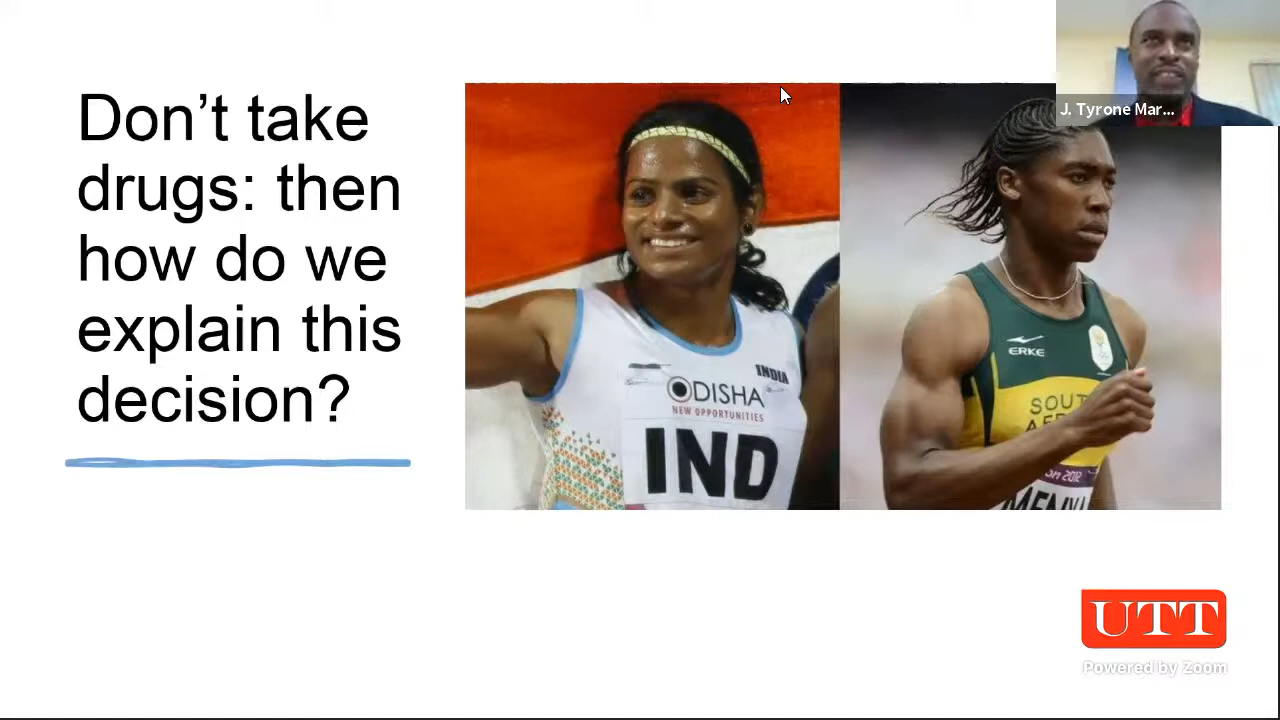 Don’t take
drugs: then
how do we
explain this
decision?
J. Tyrone Mar...
INDIA
ODISHA
NEW OPPORTUNITIES
IND
ERKE
SOUT
UTT
Powered by Zoom